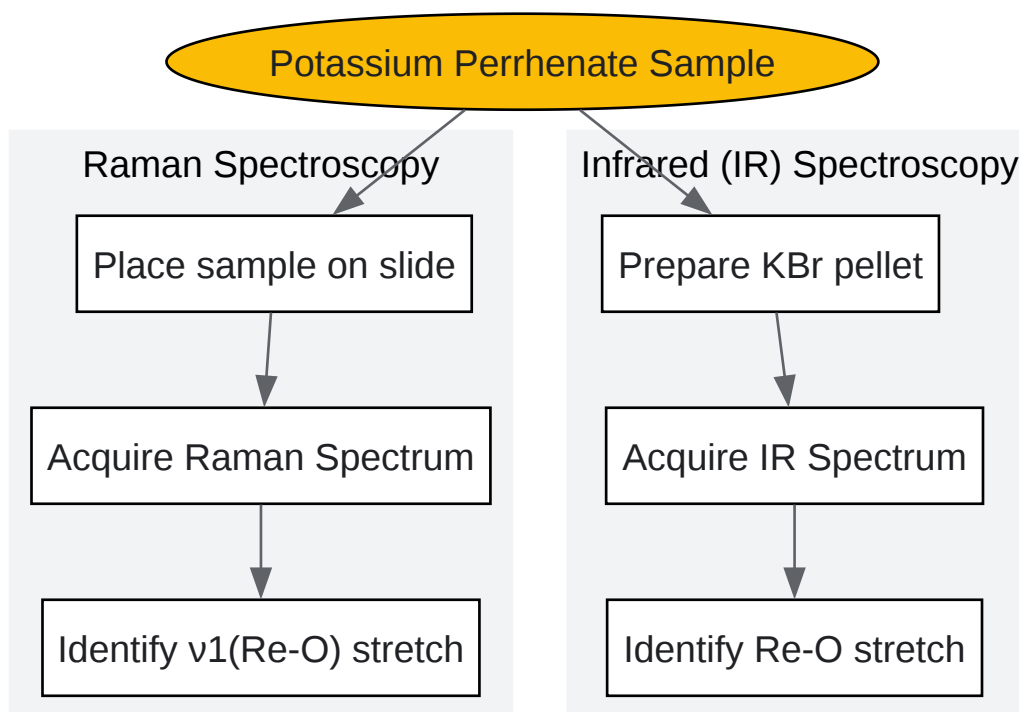 Potassium Perrhenate Sample
Raman Spectroscopy
Infrared (IR) Spectroscopy
Place sample on slide
Prepare KBr pellet
Acquire Raman Spectrum
Acquire IR Spectrum
Identify ν1(Re-O) stretch
Identify Re-O stretch